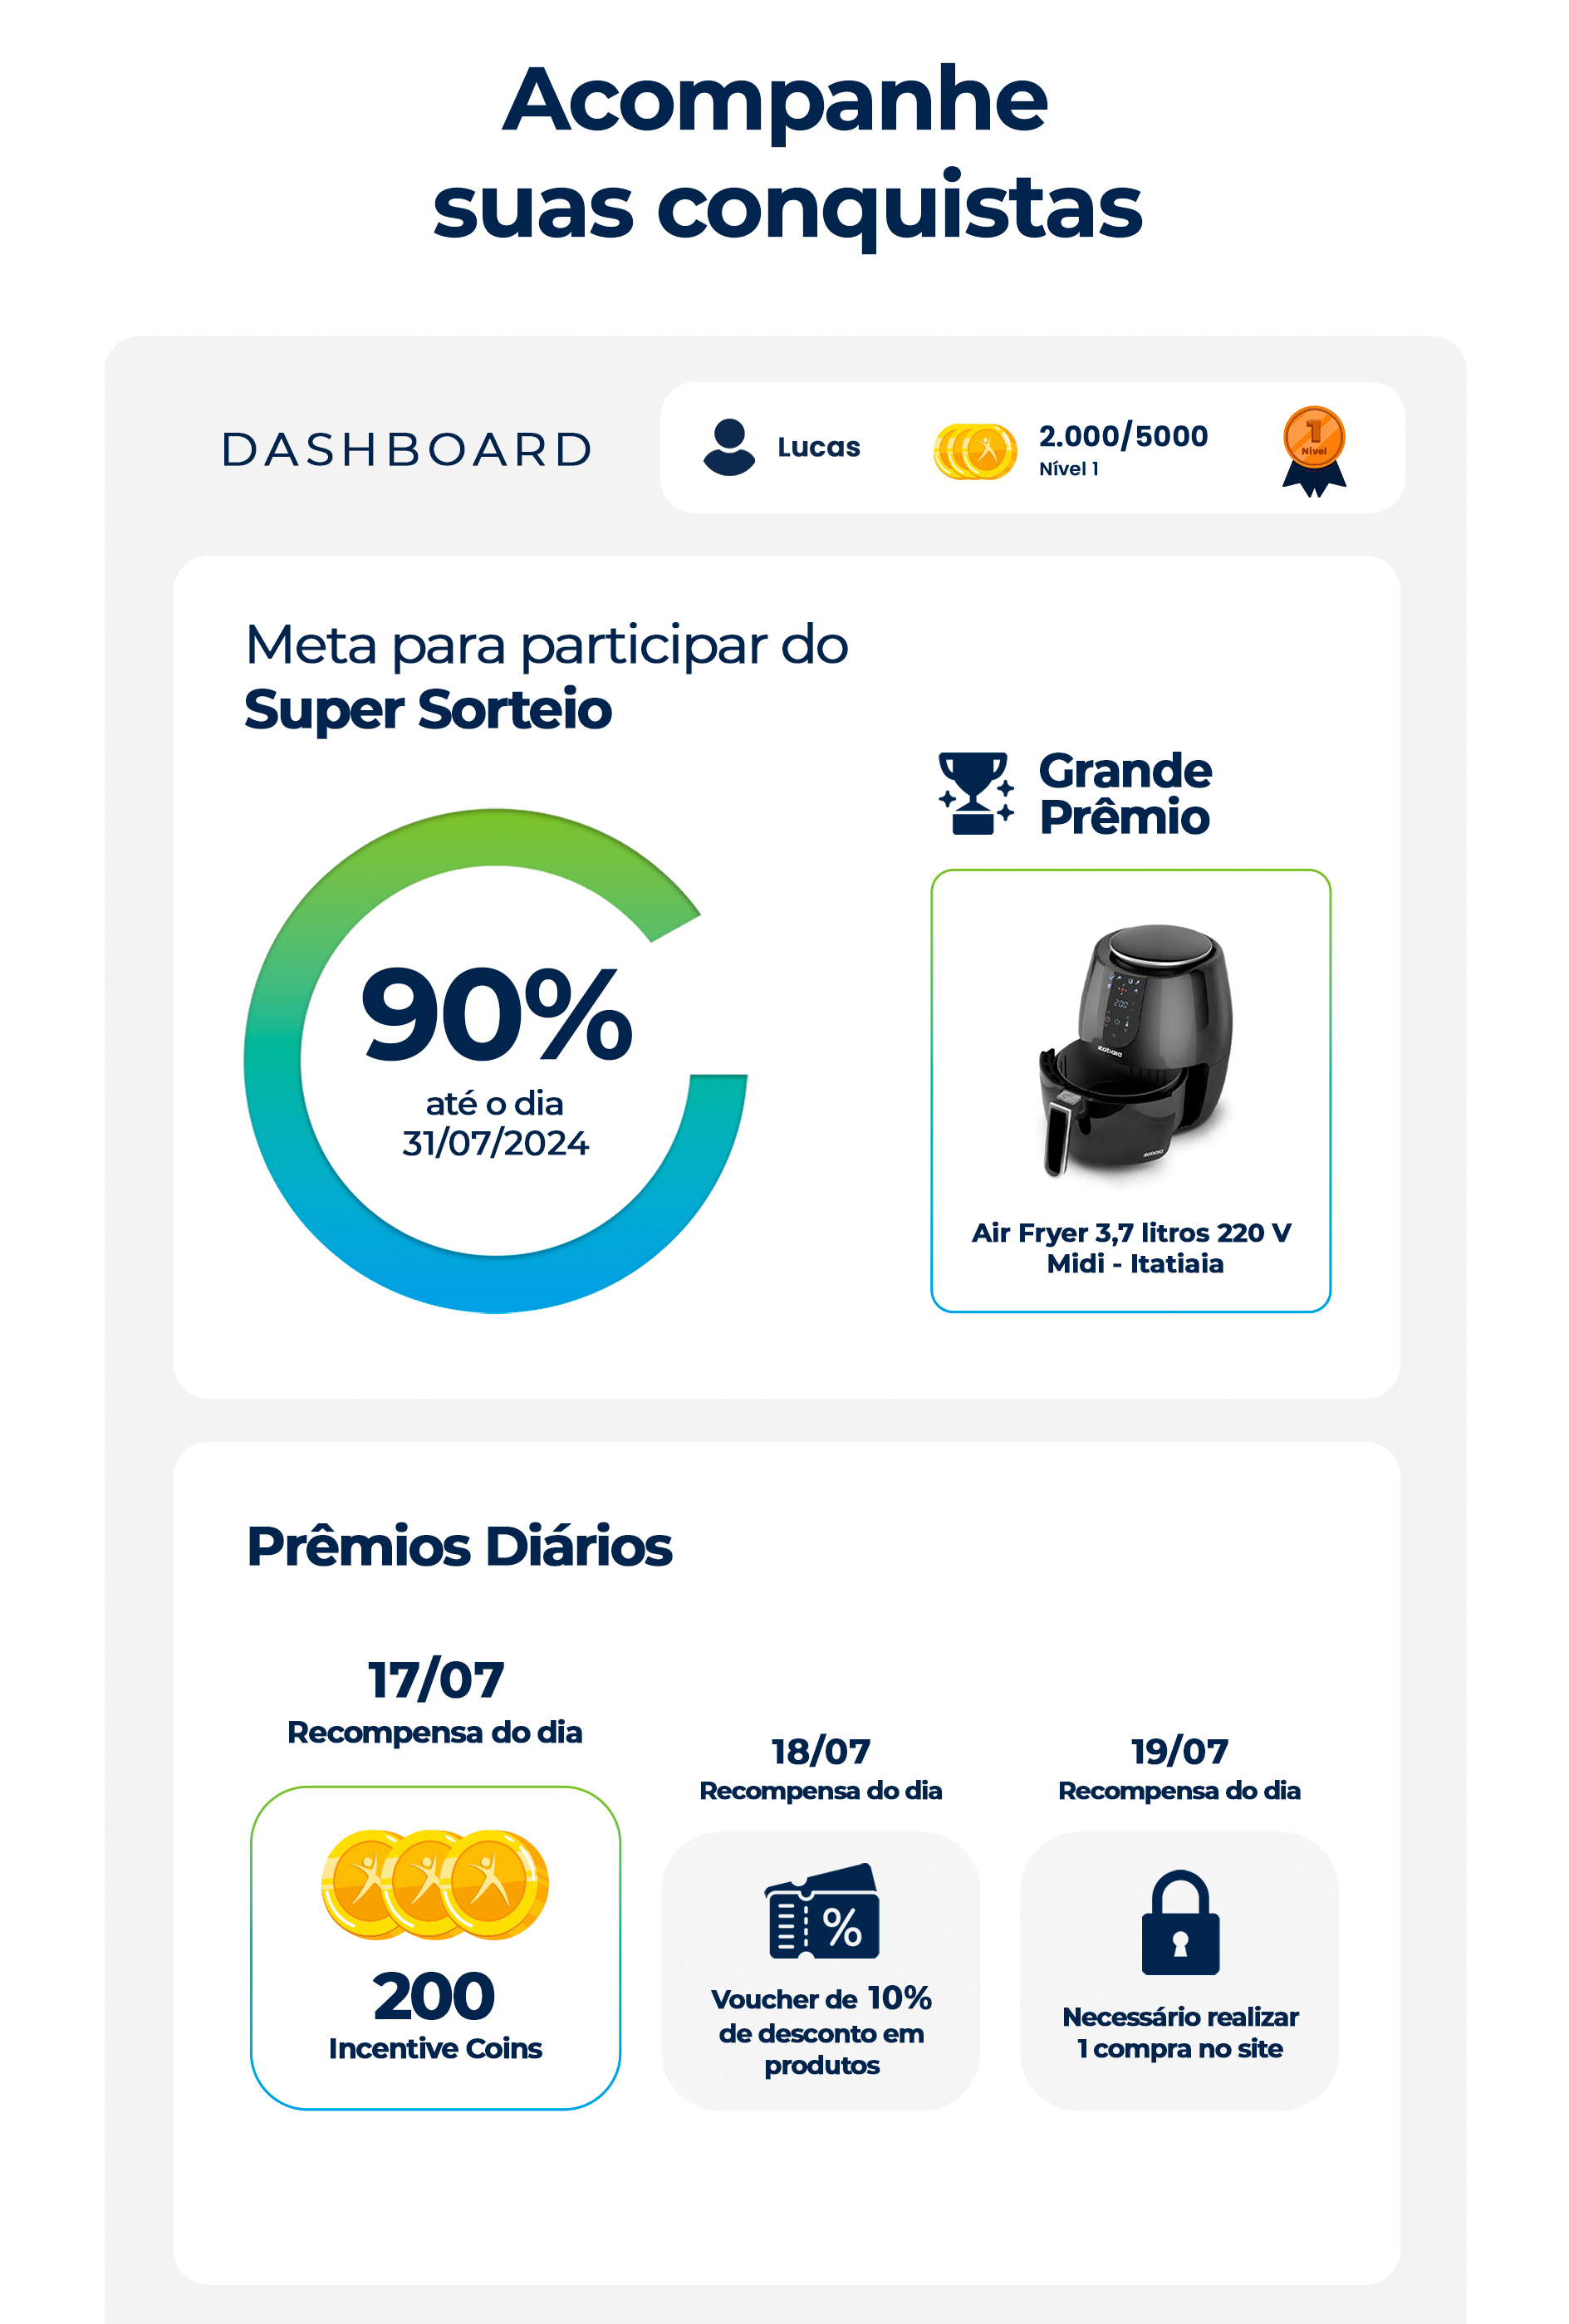 Acompanhe
suas conquistas
DASHBOARD
Lucas
2.000/5000
Nível 1
1
Nível
Meta para participar do
Super Sorteio
Grande
Prêmio
90%
até o dia
31/07/2024
200
itatiaia
itatiaia
Air Fryer 3,7 litros 220 V
Midi - Itatiaia
Prêmios Diários
17/07
Recompensa do dia
200
Incentive Coins
18/07
Recompensa do dia
%
Voucher de 10%
de desconto em
produtos
19/07
Recompensa do dia
Necessário realizar
1 compra no site